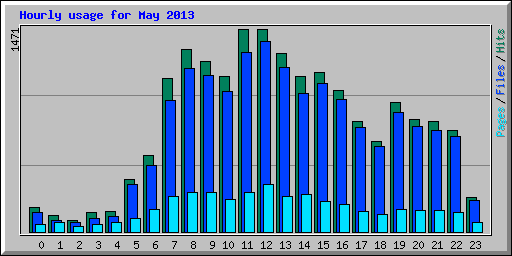 Hourly usage for May 2013
1471
Pages/Files/Hits
0 1 2 3 4 5 6 7 8 9 10 11 12 13 14 15 16 17 18 19 20 21 22 23